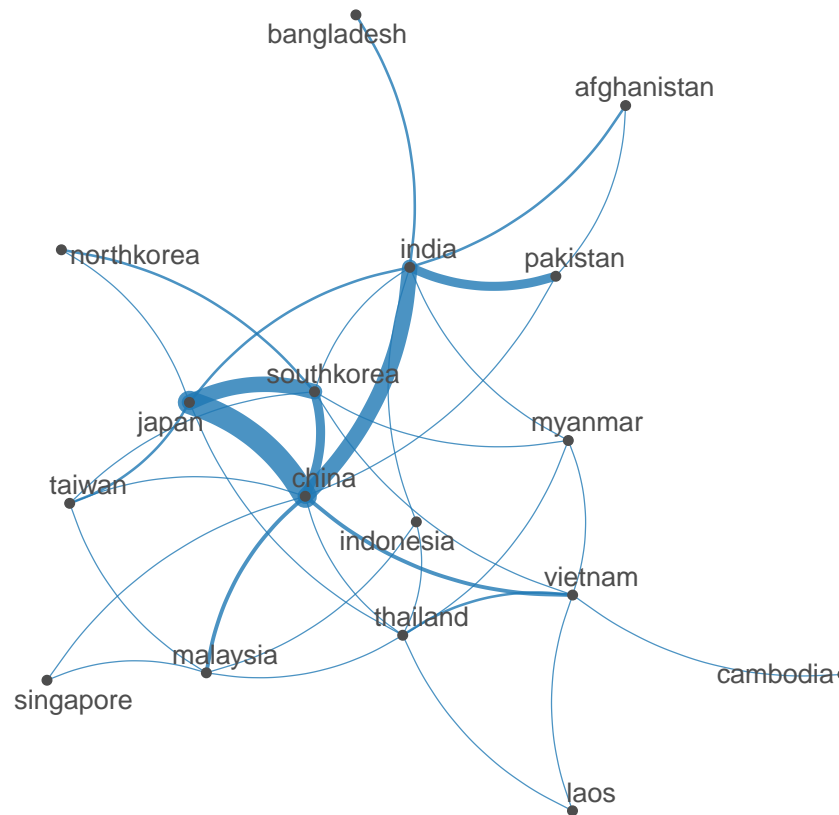 bangladesh
afghanistan
northkorea
india
pakistan
southkorea
japan
myanmar
taiwan
china
indonesia
vietnam
thailand
malaysia
cambodia
singapore
laos